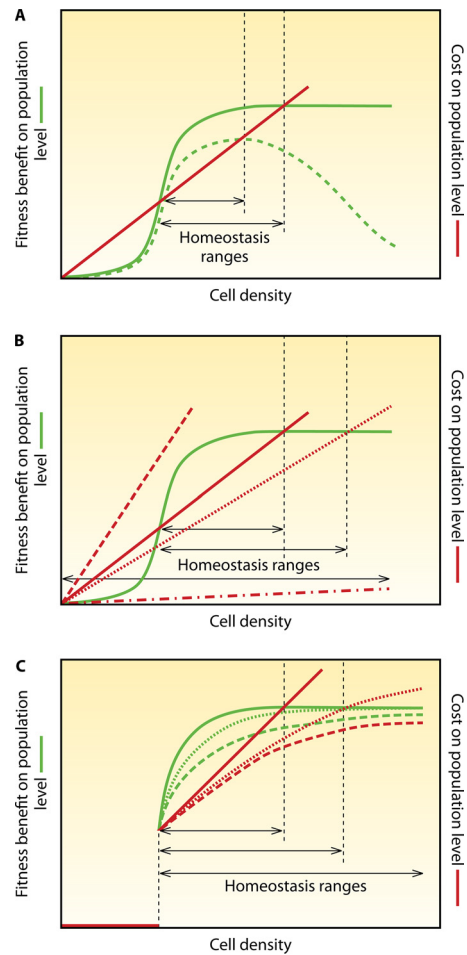 A
Fitness benefit on population
level
Cost on population level
Homeostasis
ranges
Cell density
B
Fitness benefit on population
level
Cost on population level
Homeostasis ranges
Cell density
C
Fitness benefit on population
level
Cost on population level
Homeostasis ranges
Cell density